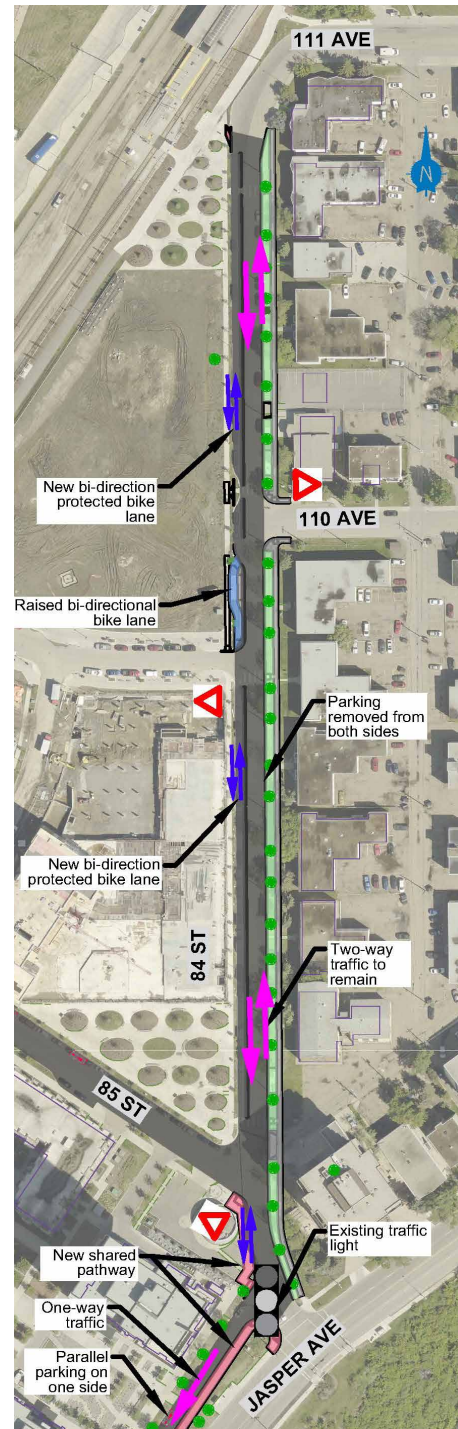 111 AVE
N
New bi-direction
protected bike
lane
110 AVE
Raised bi-directional
bike lane
Parking
removed from
both sides
New bi-direction
protected bike lane
84 ST
Two-way
traffic to
remain
85 ST
Existing traffic
light
New shared
pathway
One-way
traffic
JASPER AVE
Parallel
parking on
one side